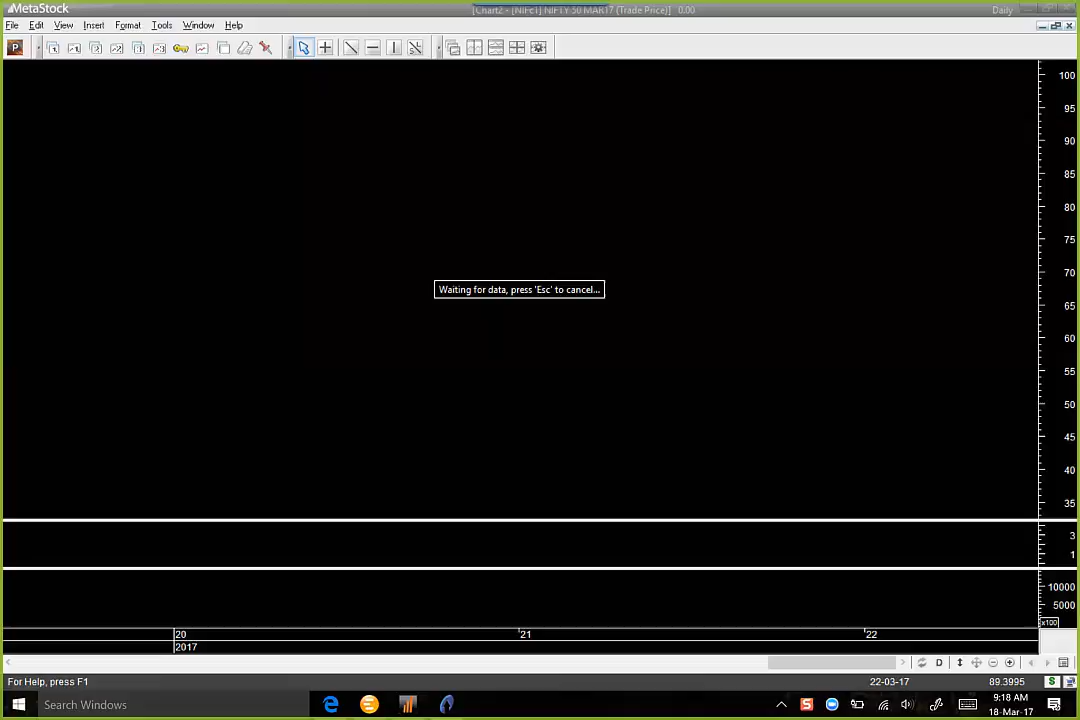 MetaStock
[Chart2 - [NIFc1] NIFTY 50 MAR17 (Trade Price)] 0.00
Daily
File Edit View Insert Format Tools Window Help
P
100
95
90
85
80
75
70
65
60
55
50
45
40
35
Waiting for data, press 'Esc' to cancel...
3
1
10000
5000
x100
20 21 22
2017
D
For Help, press F1
22-03-17
89.3995
S
Search Windows
9:18 AM
18-Mar-17